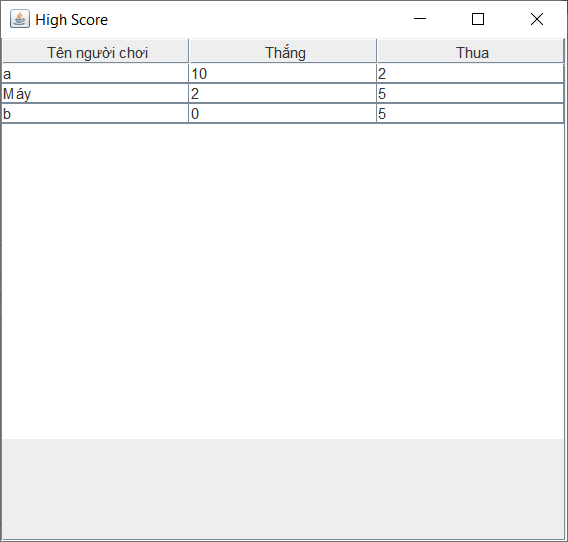 High Score
Tên người chơi Thắng Thua
a 10 2
Máy 2 5
b 0 5